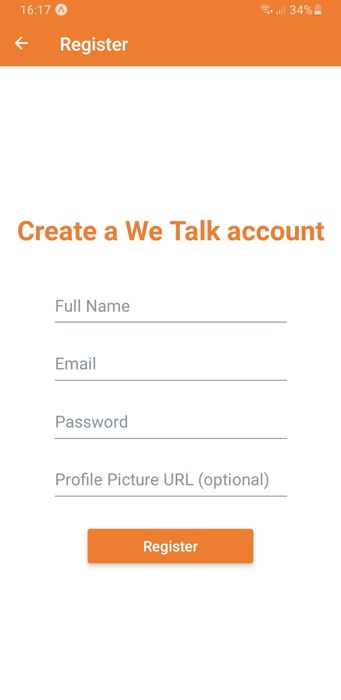 16:17 34%
Register
Create a We Talk account
Full Name
Email
Password
Profile Picture URL (optional)
Register